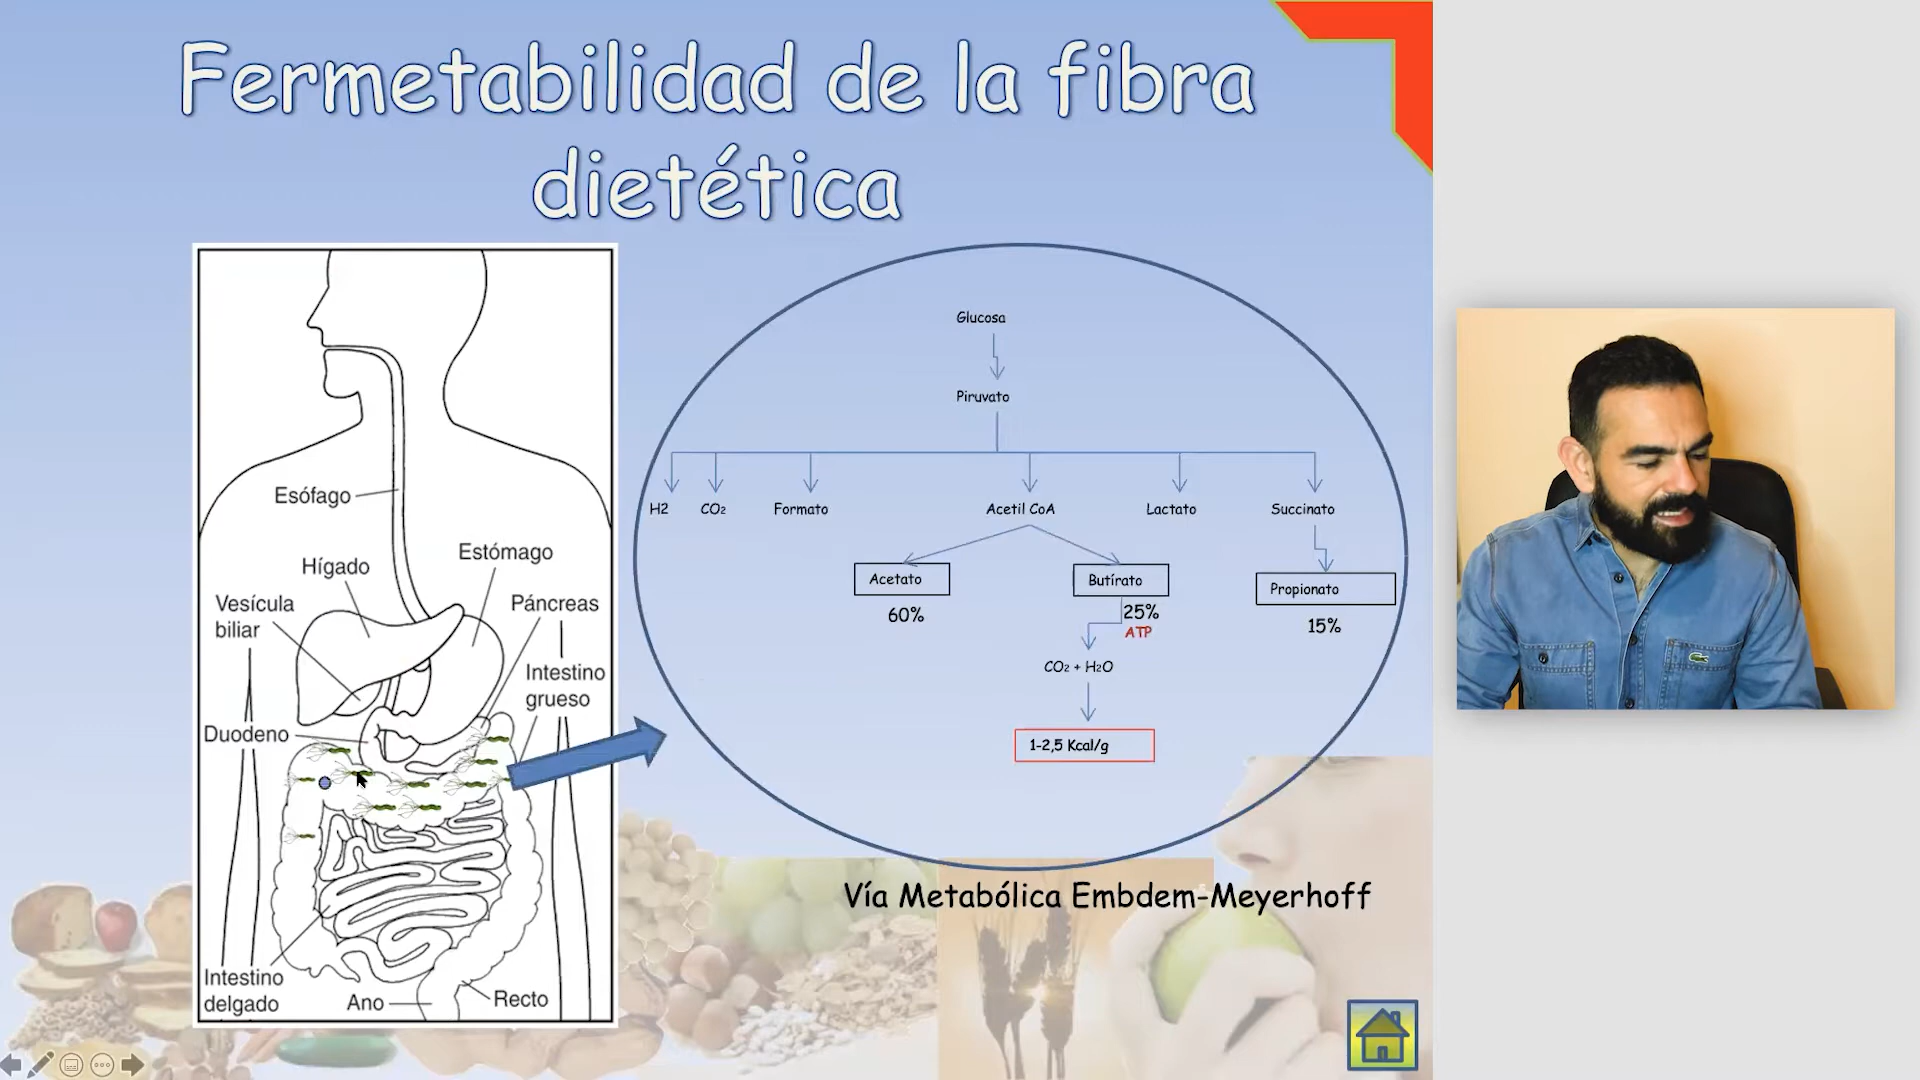 Fermetabilidad de la fibra
dietética
Esófago
Hígado
Estómago
Vesícula
biliar
Páncreas
Intestino
grueso
Duodeno
Intestino
delgado
Ano
Recto
Glucosa
Piruvato
H2
CO2
Formato
Acetil CoA
Lactato
Succinato
Acetato
Butírato
Propionato
60%
25%
ATP
15%
CO2 + H2O
1-2,5 Kcal/g
Vía Metabólica Embdem-Meyerhoff